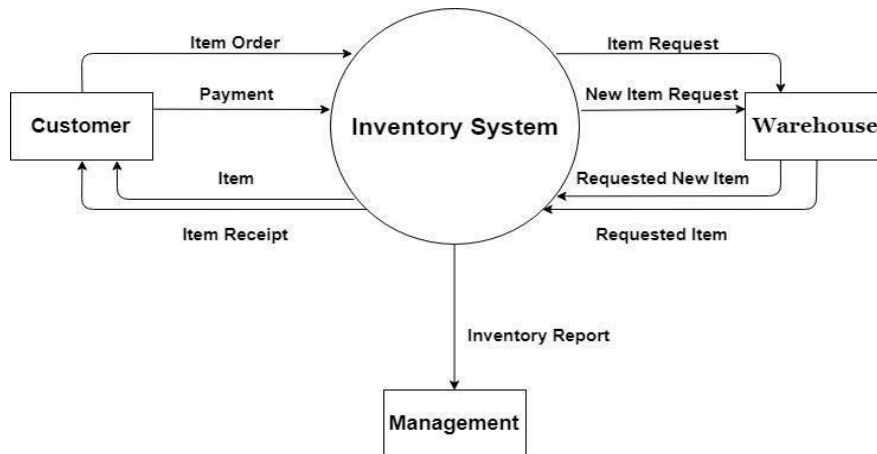 Item Order
Item Request
Payment
New Item Request
Customer
Inventory System
Warehouse
Item
Requested New Item
Item Receipt
Requested Item
Inventory Report
Management